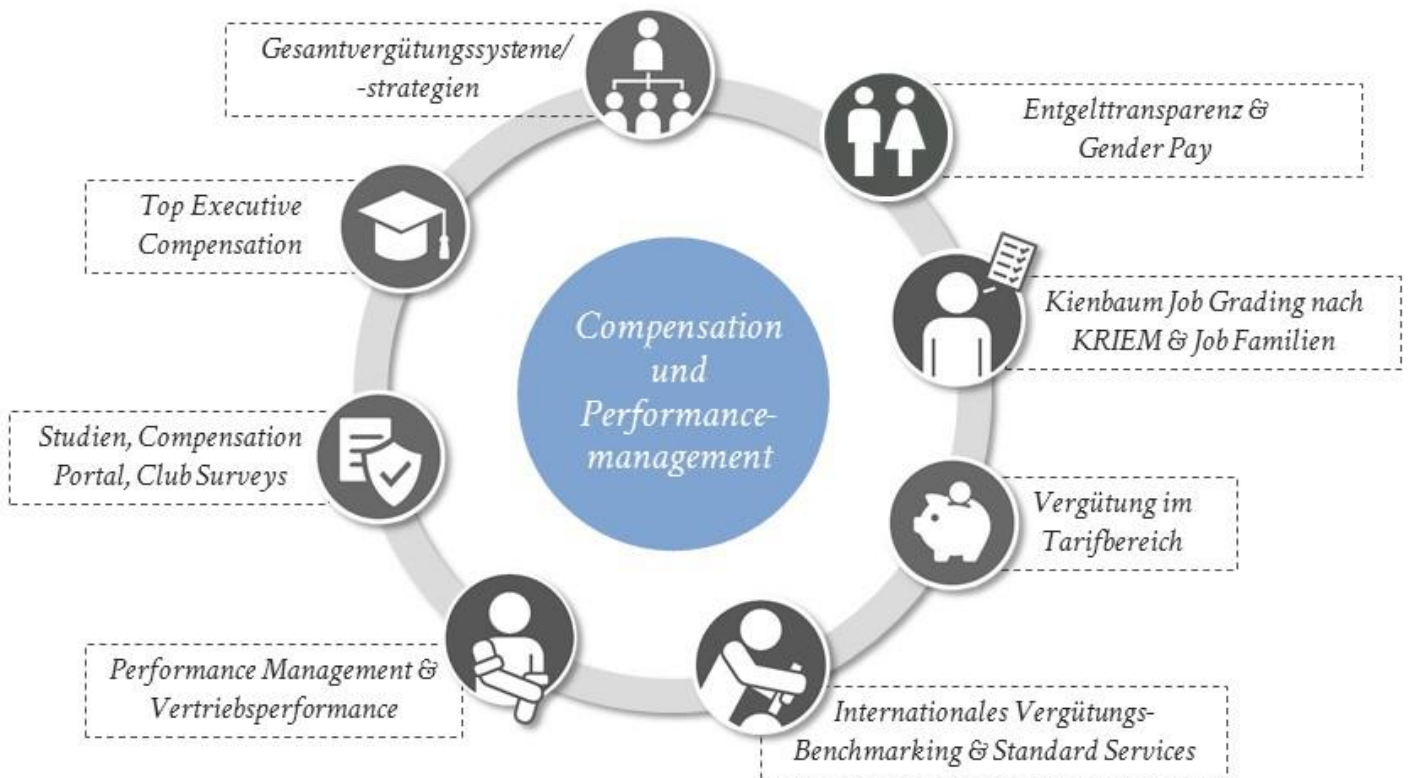 Gesamtvergütungssysteme/
-strategien
Entgelttransparenz &
Gender Pay
Top Executive
Compensation
Kienbaum Job Grading nach
KRIEM & Job Familien
Compensation
und
Performance-
management
Studien, Compensation
Portal, Club Surveys
Vergütung im
Tarifbereich
Performance Management &
Vertriebsperformance
Internationales Vergütungs-
Benchmarking & Standard Services